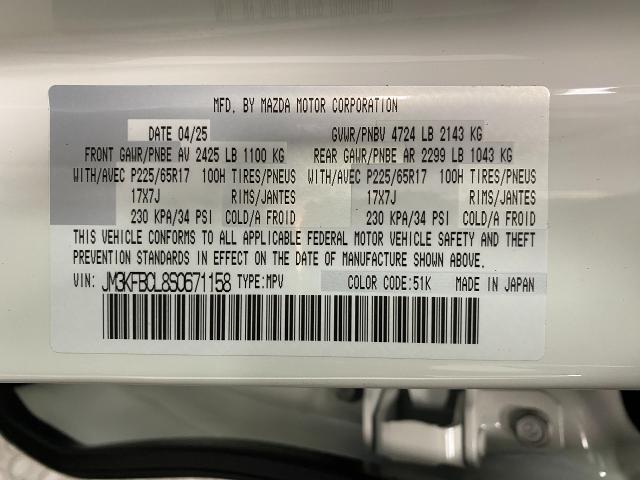 MFD. BY MAZDA MOTOR CORPORATION
DATE 04/25 GVWR/PNBV 4724 LB 2143 KG
FRONT GAWR/PNBE AV 2425 LB 1100 KG REAR GAWR/PNBE AR 2299 LB 1043 KG
WITH/AVEC P225/65R17 100H TIRES/PNEUS WITH/AVEC P225/65R17 100H TIRES/PNEUS
17X7J RIMS/JANTES 17X7J RIMS/JANTES
230 KPA/34 PSI COLD/A FROID 230 KPA/34 PSI COLD/A FROID
THIS VEHICLE CONFORMS TO ALL APPLICABLE FEDERAL MOTOR VEHICLE SAFETY AND THEFT
PREVENTION STANDARDS IN EFFECT ON THE DATE OF MANUFACTURE SHOWN ABOVE.
VIN: JM3KFBCL8S0671158 TYPE:MPV COLOR CODE:51K MADE IN JAPAN